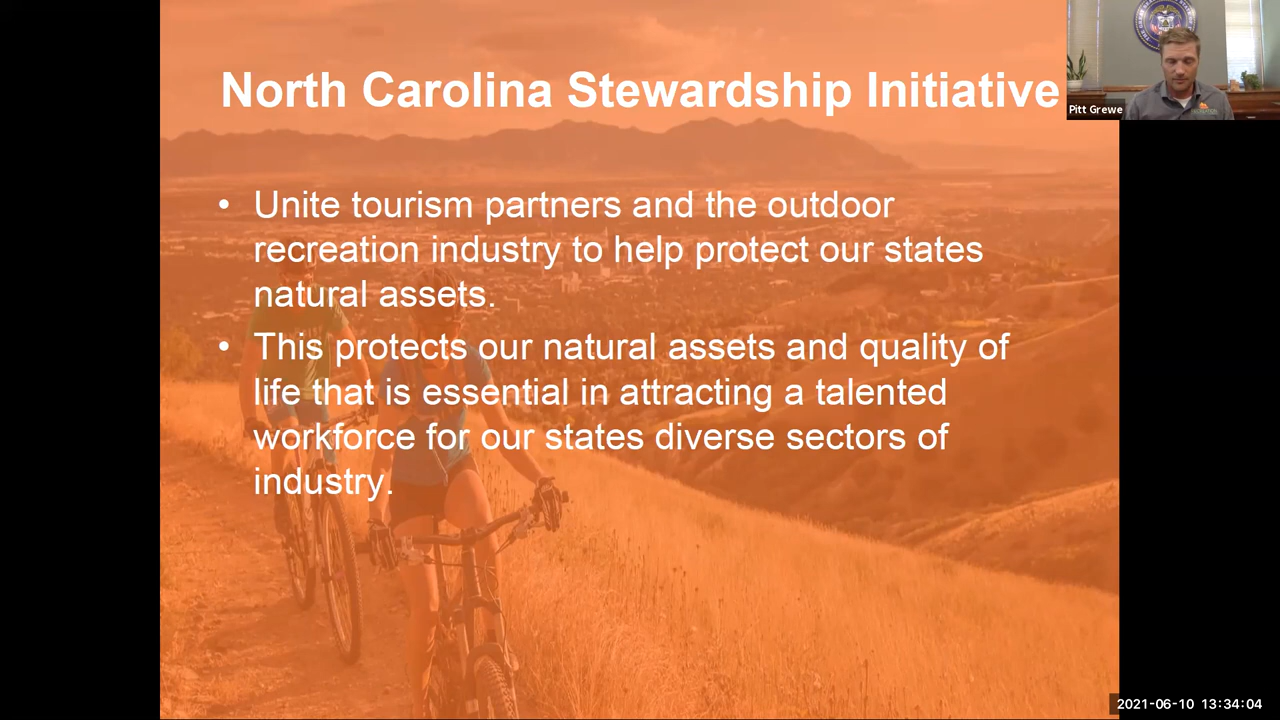 North Carolina Stewardship Initiative
Pitt Grewe
• Unite tourism partners and the outdoor
recreation industry to help protect our states
natural assets.
• This protects our natural assets and quality of
life that is essential in attracting a talented
workforce for our states diverse sectors of
industry.
2021-06-10 13:34:04